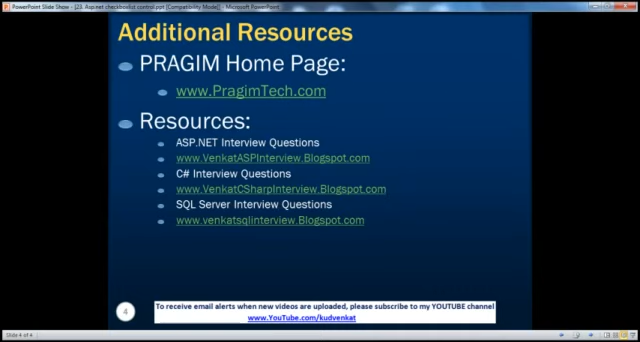 PowerPoint Slide Show - [23. Asp.net checkboxlist control.ppt [Compatibility Mode]] - Microsoft PowerPoint
Additional Resources
PRAGIM Home Page:
www.PragimTech.com
Resources:
ASP.NET Interview Questions
www.VenkatASPInterview.Blogspot.com
C# Interview Questions
www.VenkatCSharpInterview.Blogspot.com
SQL Server Interview Questions
www.venkatsqlinterview.Blogspot.com
4
To receive email alerts when new videos are uploaded, please subscribe to my YOUTUBE channel
www.YouTube.com/kudvenkat
Slide 4 of 4